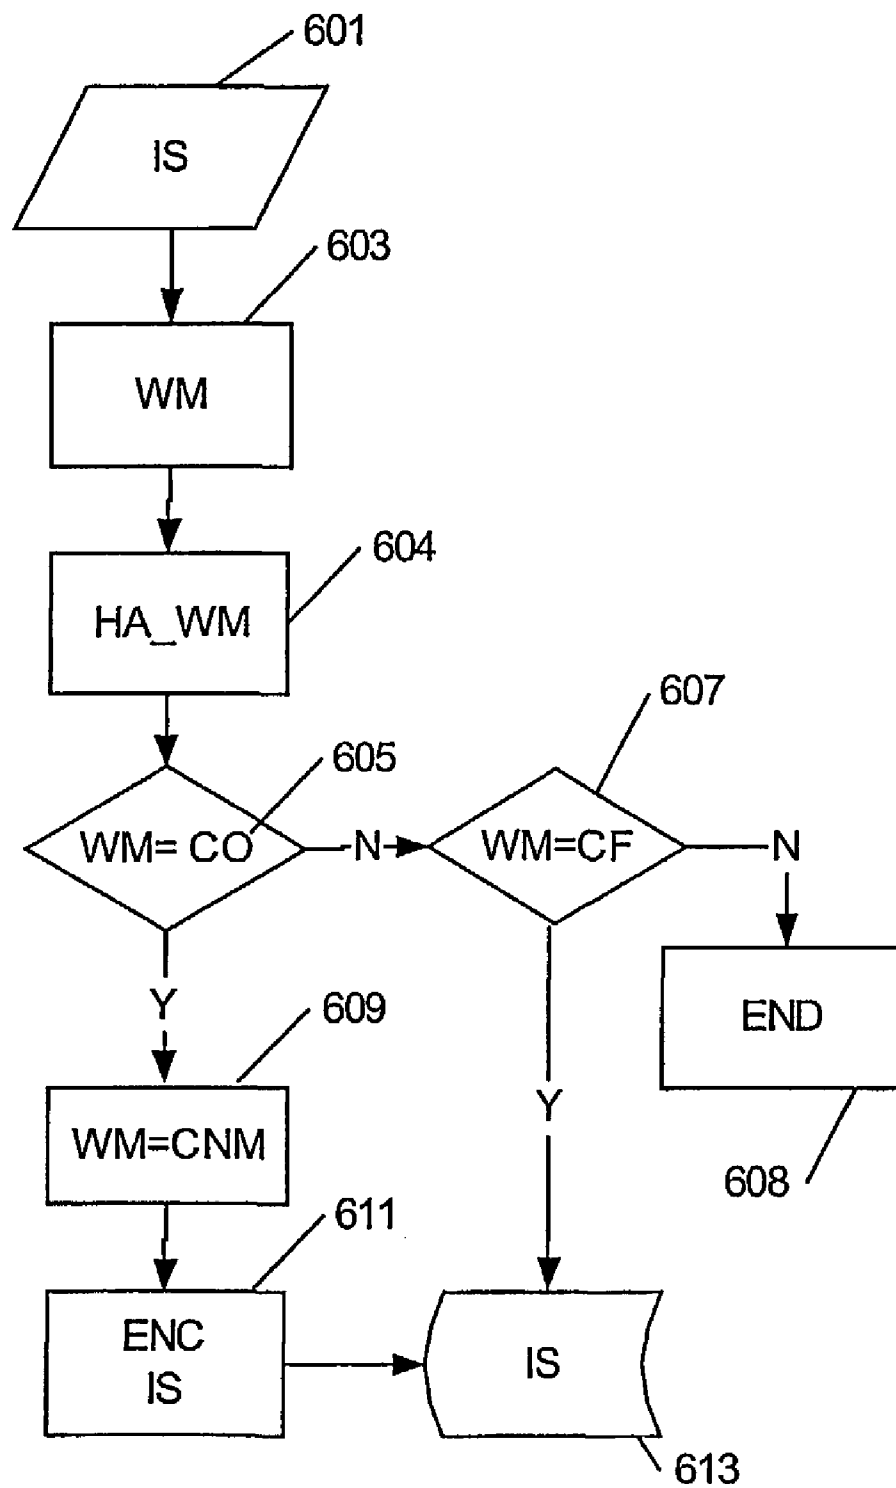 601
IS
603
WM
604
HA_WM
607
605
WM= CO
N
WM=CF
N
Y
609
END
WM=CNM
Y
608
611
ENC
IS
IS
613